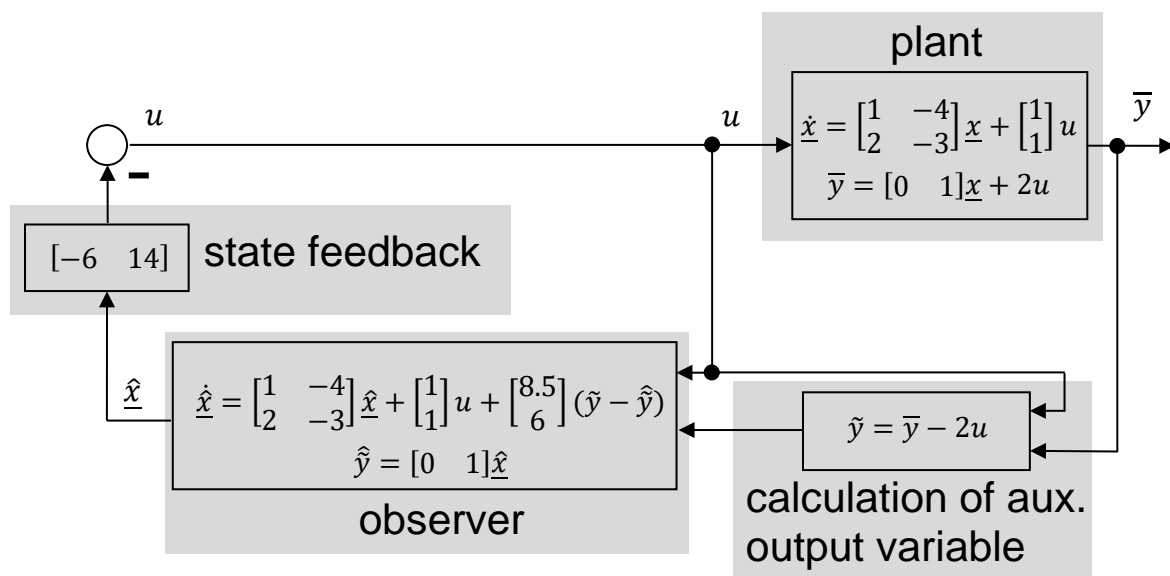 plant
u
u
ẋ = [1 −4; 2 −3] x + [1; 1] u
y̅ = [0 1]x + 2u
y̅
−
[−6 14]
state feedback
x̂
x̂̇ = [1 −4; 2 −3] x̂ + [1; 1] u + [8.5; 6] (ỹ − ỹ̂)
ỹ̂ = [0 1]x̂
observer
ỹ = y̅ − 2u
calculation of aux.
output variable